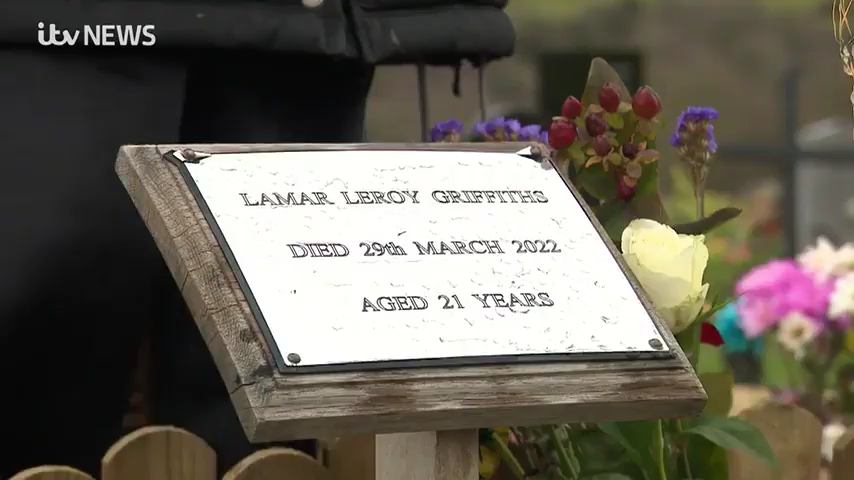 itv NEWS
LAMAR LEROY GRIFFITHS
DIED 29th MARCH 2022
AGED 21 YEARS